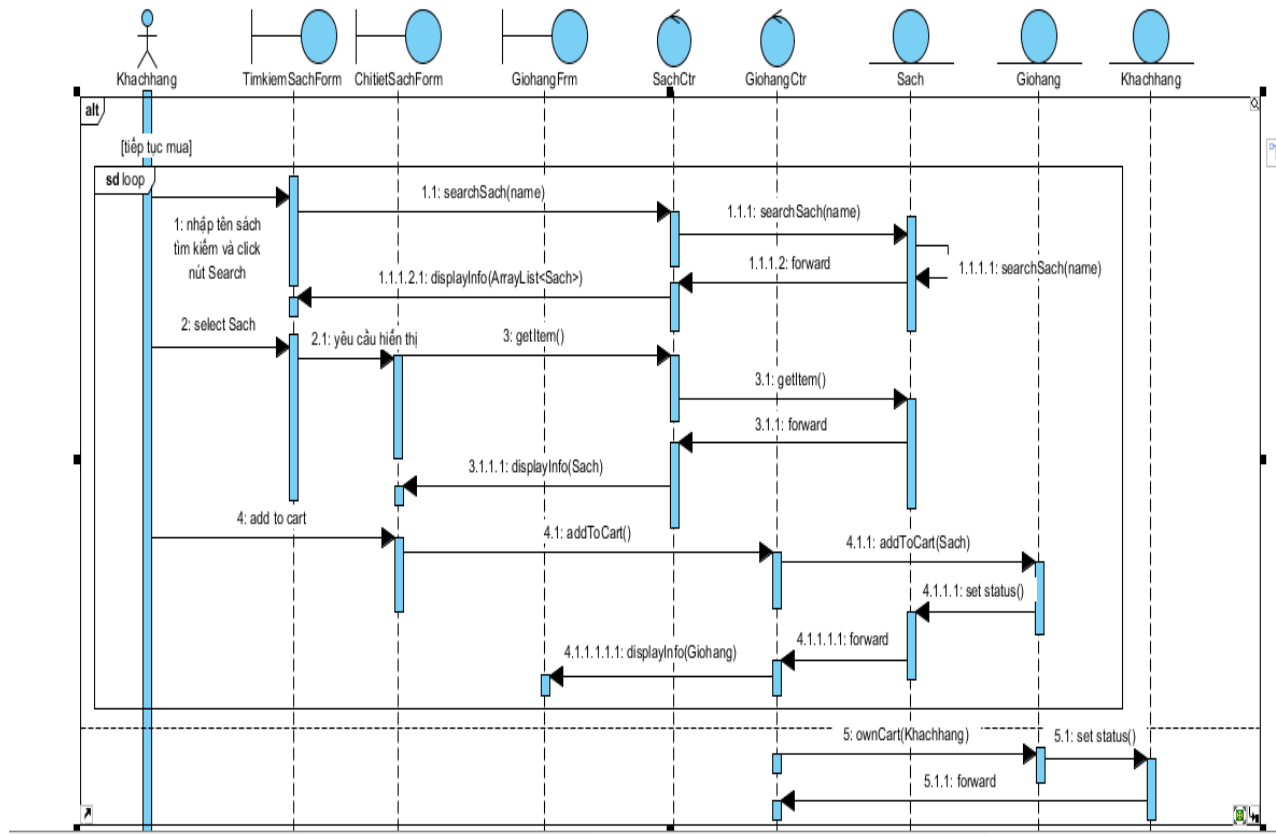 Khachhang
TimkiemSachForm
ChitietSachForm
GiohangFrm
SachCtr
GiohangCtr
Sach
Giohang
Khachhang
alt
[tiếp tục mua]
sd loop
1: nhập tên sách
tìm kiếm và click
nút Search
1.1: searchSach(name)
1.1.1: searchSach(name)
1.1.1.1: searchSach(name)
1.1.1.2: forward
1.1.1.2.1: displayInfo(ArrayList<Sach>)
2: select Sach
2.1: yêu cầu hiển thị
3: getItem()
3.1: getItem()
3.1.1: forward
3.1.1.1: displayInfo(Sach)
4: add to cart
4.1: addToCart()
4.1.1: addToCart(Sach)
4.1.1.1: set status()
4.1.1.1.1: forward
4.1.1.1.1.1: displayInfo(Giohang)
5: ownCart(Khachhang)
5.1: set status()
5.1.1: forward